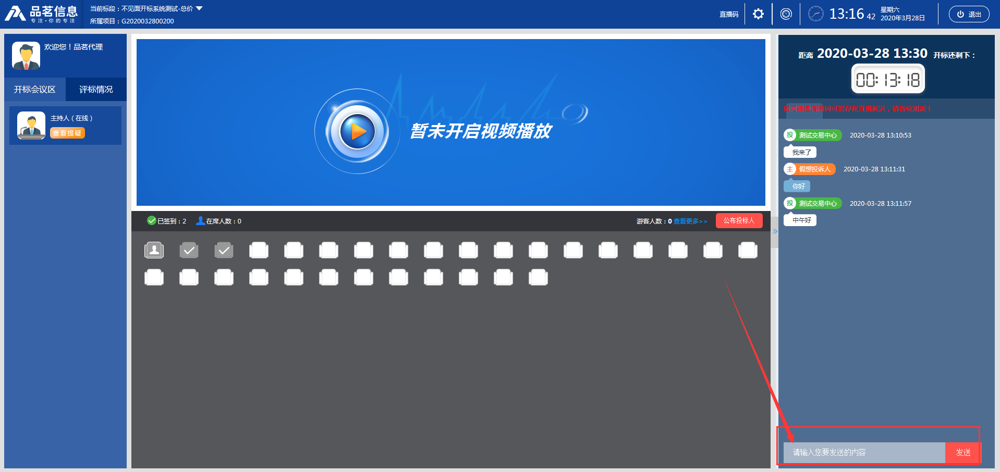 品茗信息
专注·你的专注
当前标段：不见面开标系统测试-总价
所属项目：G2020032800200
直播码
13:16 42
星期六
2020年3月28日
退出
欢迎您！品茗代理
开标会议区
评标情况
主持人（在线）
查看提疑
暂未开启视频播放
已签到：2
在席人数：0
游客人数：0 查看更多>>
公布投标人
距离 2020-03-28 13:30 开标还剩下：
00:13:18
因网络通信原因可能存在直播延迟，请各位知悉！
投 测试交易中心 2020-03-28 13:10:53
我来了
主 假想投诉人 2020-03-28 13:11:31
你好
投 测试交易中心 2020-03-28 13:11:57
中午好
请输入您要发送的内容
发送